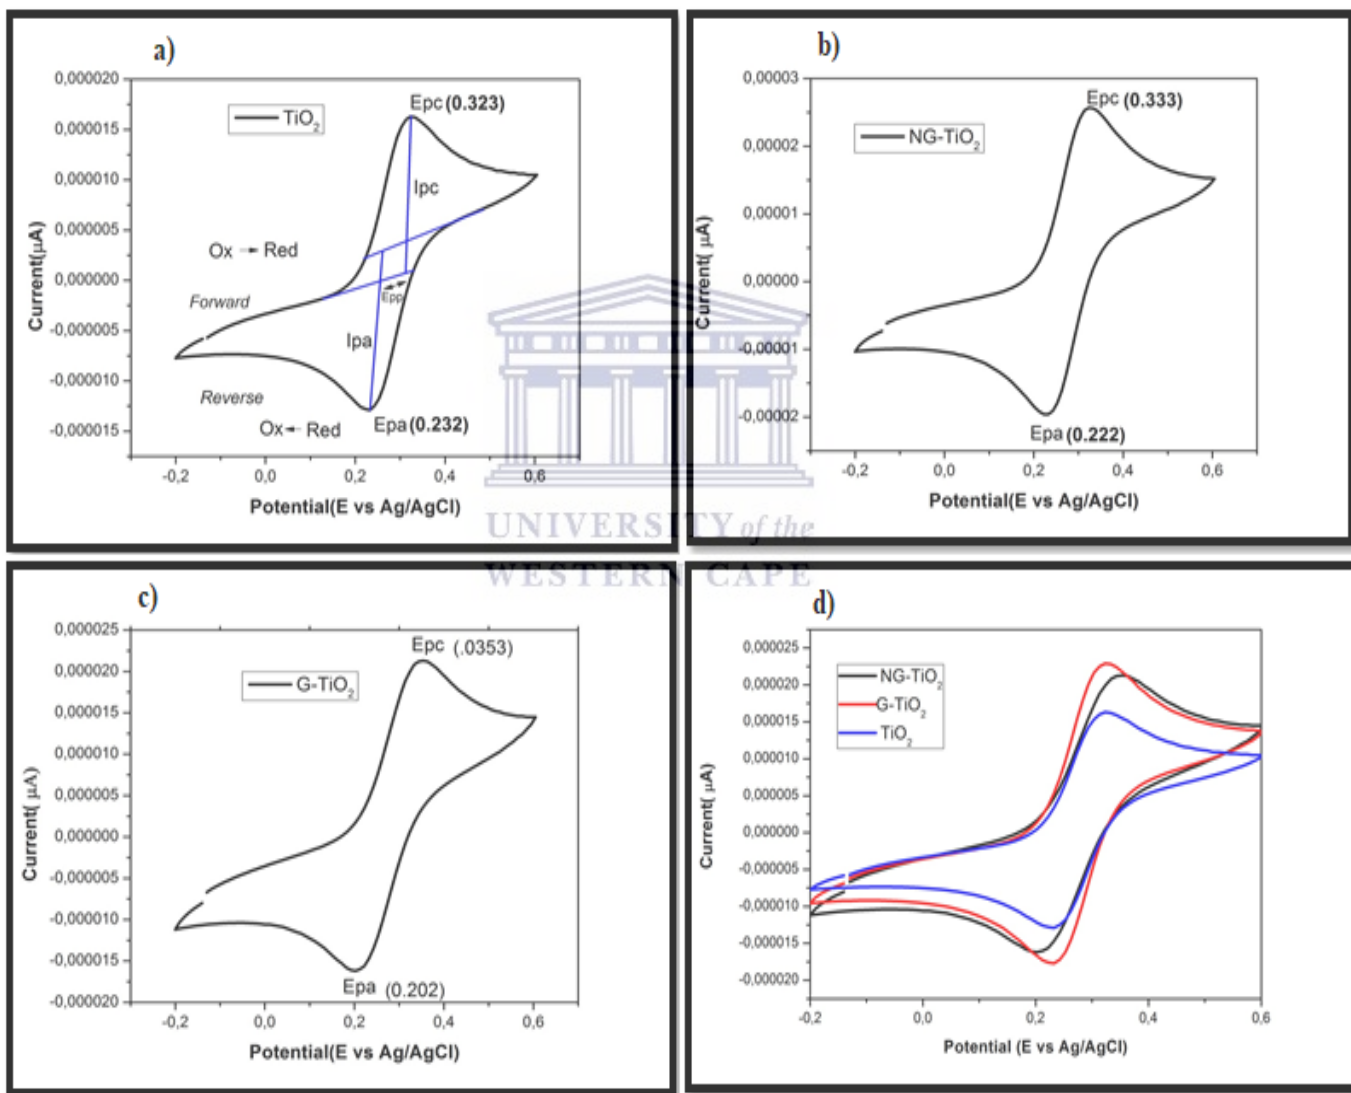 a)
0,000020
0,000015
0,000010
0,000005
0,000000
-0,000005
-0,000010
-0,000015
Current(µA)
TiO2
Epc (0.323)
Ipc
Ox → Red
Forward
Epp
Ipa
Reverse
Ox ← Red
Epa (0.232)
-0,2 0,0 0,2 0,4 0,6
Potential(E vs Ag/AgCl)
b)
0,00003
0,00002
0,00001
0,00000
-0,00001
-0,00002
Current( µA)
NG-TiO2
Epc (0.333)
Epa (0.222)
-0,2 0,0 0,2 0,4 0,6
Potential(E vs Ag/AgCl)
UNIVERSITY of the
WESTERN CAPE
c)
0,000025
0,000020
0,000015
0,000010
0,000005
0,000000
-0,000005
-0,000010
-0,000015
-0,000020
Current( µA)
G-TiO2
Epc (.0353)
Epa (0.202)
-0,2 0,0 0,2 0,4 0,6
Potential(E vs Ag/AgCl)
d)
0,000025
0,000020
0,000015
0,000010
0,000005
0,000000
-0,000005
-0,000010
-0,000015
-0,000020
Current( µA)
NG-TiO2
G-TiO2
TiO2
-0,2 0,0 0,2 0,4 0,6
Potential (E vs Ag/AgCl)